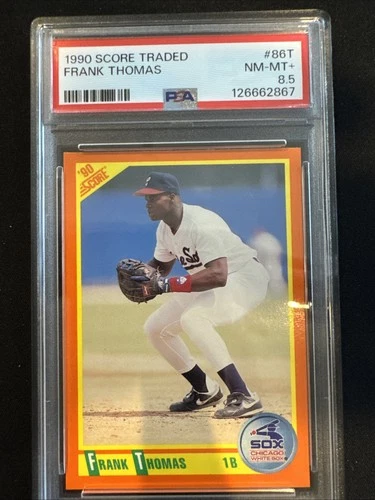 1990 SCORE TRADED #86T
FRANK THOMAS NM-MT+
PSA 8.5
126662867
'90
SCORE
SOX
CHICAGO
WHITE SOX
FRANK THOMAS 1B